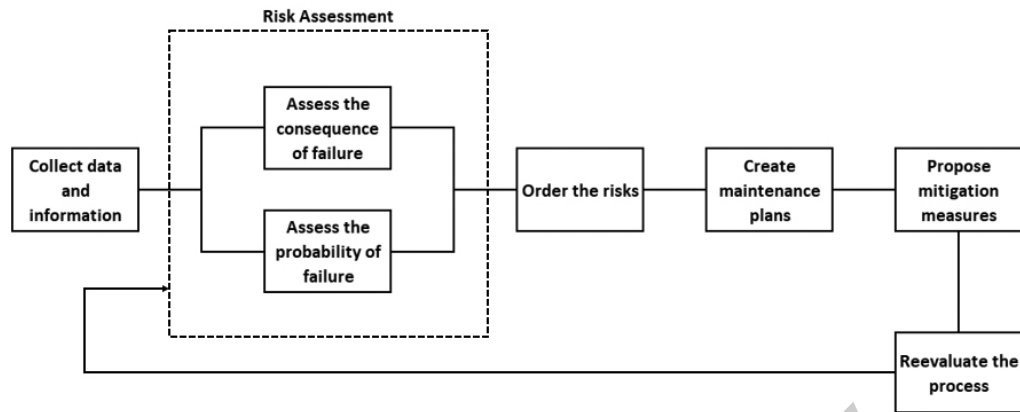 Risk Assessment
Collect data
and
information
Assess the
consequence
of failure
Assess the
probability of
failure
Order the risks
Create
maintenance
plans
Propose
mitigation
measures
Reevaluate the
process